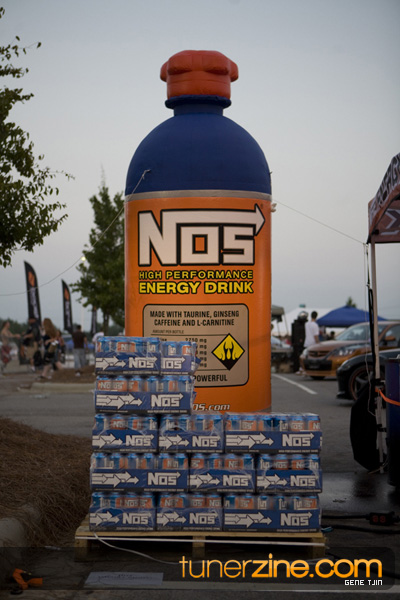 NOS
HIGH PERFORMANCE
ENERGY DRINK
MADE WITH TAURINE, GINSENG
CAFFEINE AND L-CARNITINE
POWERFUL
NOS
NOS
NOS
NOS
NOS
NOS
NOS
NOS
NOS
NOS
NOS
tunerzine.com
GENE TJIN